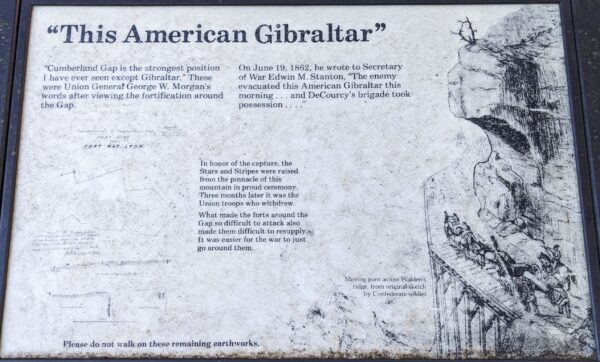 "This American Gibraltar"
"Cumberland Gap is the strongest position
I have ever seen except Gibraltar." These
were Union General George W. Morgan's
words after viewing the fortification around
the Gap.
On June 19, 1862, he wrote to Secretary
of War Edwin M. Stanton, "The enemy
evacuated this American Gibraltar this
morning . . . and DeCourcy's brigade took
possession . . . ."
FORT RAE, LYON
In honor of the capture, the
Stars and Stripes were raised
from the pinnacle of this
mountain in proud ceremony.
Three months later it was the
Union troops who withdrew.
What made the forts around the
Gap so difficult to attack also
made them difficult to resupply.
It was easier for the war to just
go around them.
Moving guns across Walden's
ridge, from original sketch
by Confederate soldier
Please do not walk on these remaining earthworks.